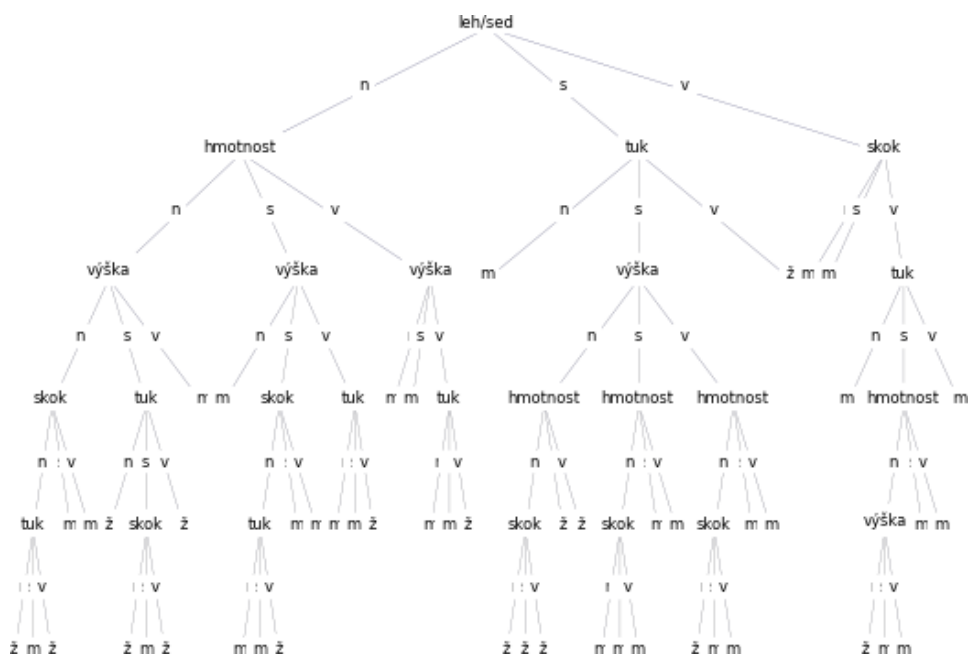 leh/sed
n s v
hmotnost tuk skok
n s v n s v s v
výška výška výška m výška ž m m tuk
n s v n s v s v n s v n s v
skok tuk m m skok tuk m m tuk hmotnost hmotnost hmotnost m hmotnost m
n v n s v n v v v n v n v n v n v
tuk m m ž skok ž tuk m m m m ž m m ž skok ž ž skok m m skok m m výška m m
v v v v v v v
ž m ž ž m ž m m ž ž ž ž m m m ž m m ž m m